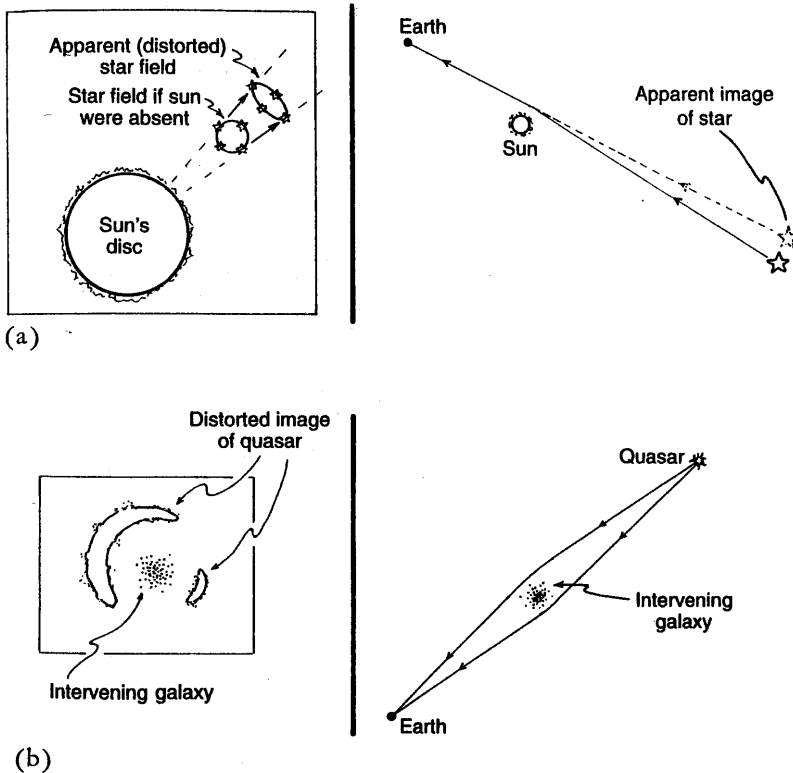 Apparent (distorted)
star field
Star field if sun
were absent
Sun's
disc
Earth
Sun
Apparent image
of star
(a)
Distorted image
of quasar
Intervening galaxy
Quasar
Intervening
galaxy
Earth
(b)